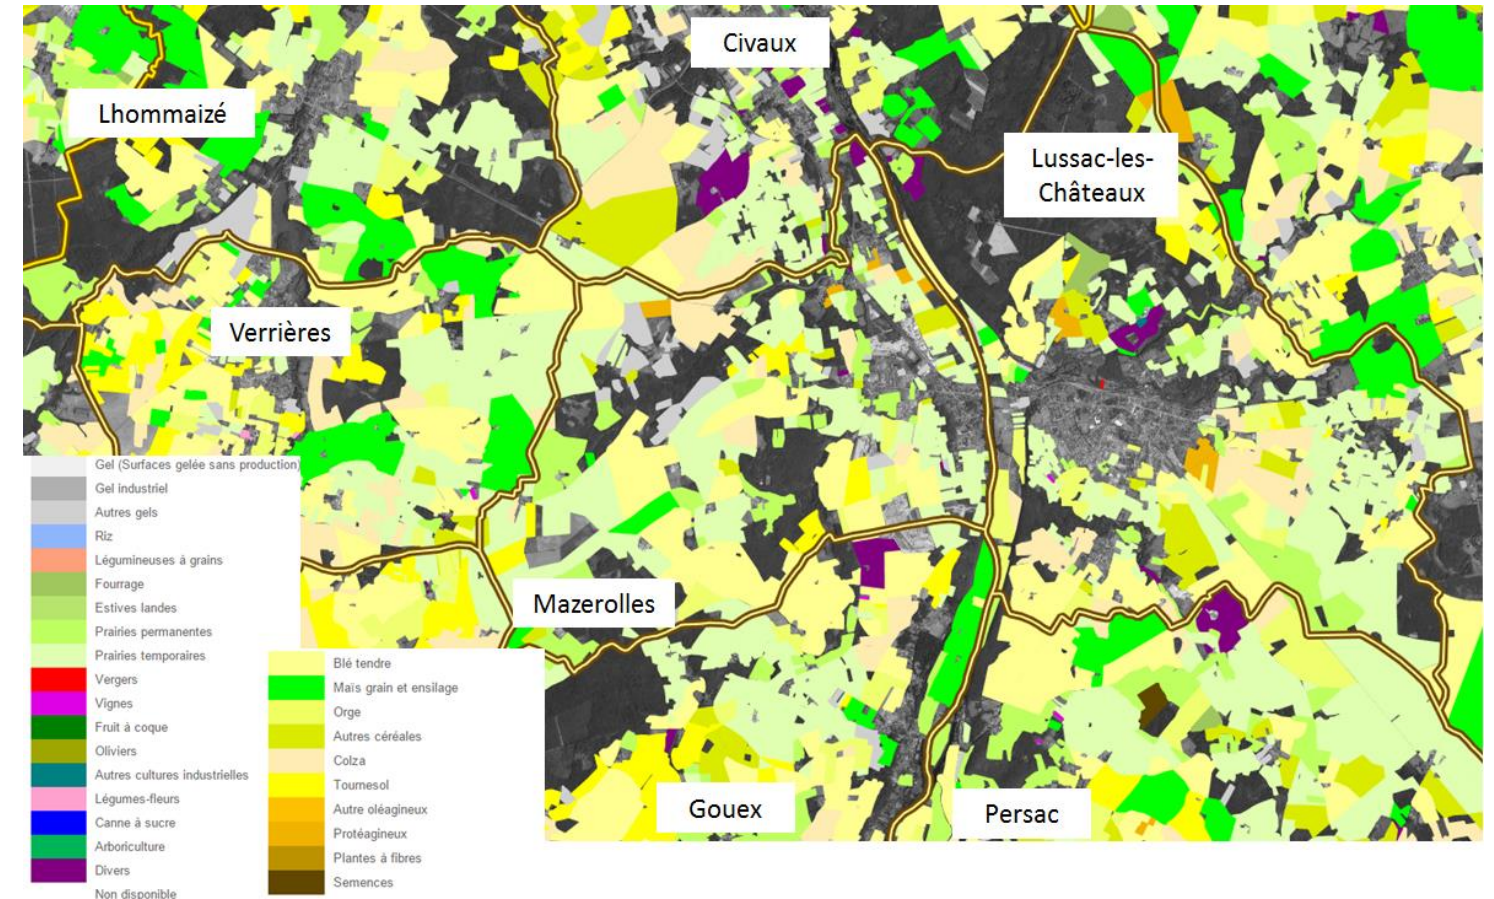 Civaux
Lhommaizé
Lussac-les-
Châteaux
Verrières
Mazerolles
Gouex
Persac
Gel (Surfaces gelée sans production)
Gel industriel
Autres gels
Riz
Légumineuses à grains
Fourrage
Estives landes
Prairies permanentes
Prairies temporaires
Vergers
Vignes
Fruit à coque
Oliviers
Autres cultures industrielles
Légumes-fleurs
Canne à sucre
Arboriculture
Divers
Non disponible
Blé tendre
Maïs grain et ensilage
Orge
Autres céréales
Colza
Tournesol
Autre oléagineux
Protéagineux
Plantes à fibres
Semences